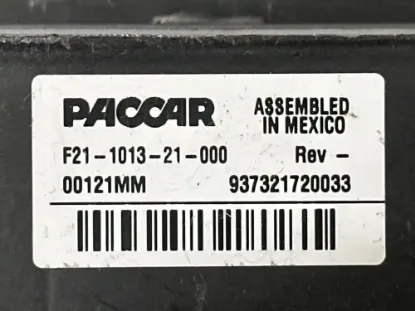 PACCAR ASSEMBLED
IN MEXICO
F21-1013-21-000 Rev -
00121MM 937321720033